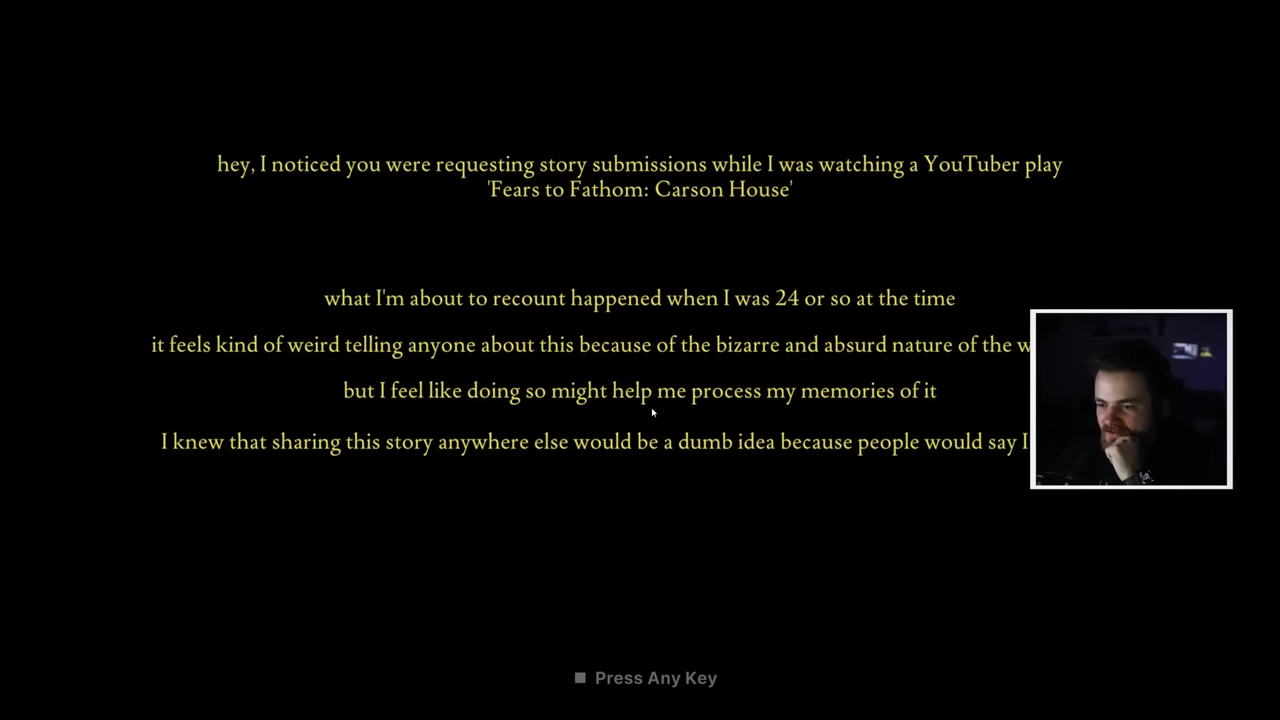 hey, I noticed you were requesting story submissions while I was watching a YouTuber play
'Fears to Fathom: Carson House'
what I'm about to recount happened when I was 24 or so at the time
it feels kind of weird telling anyone about this because of the bizarre and absurd nature of the
but I feel like doing so might help me process my memories of it
I knew that sharing this story anywhere else would be a dumb idea because people would say I
Press Any Key